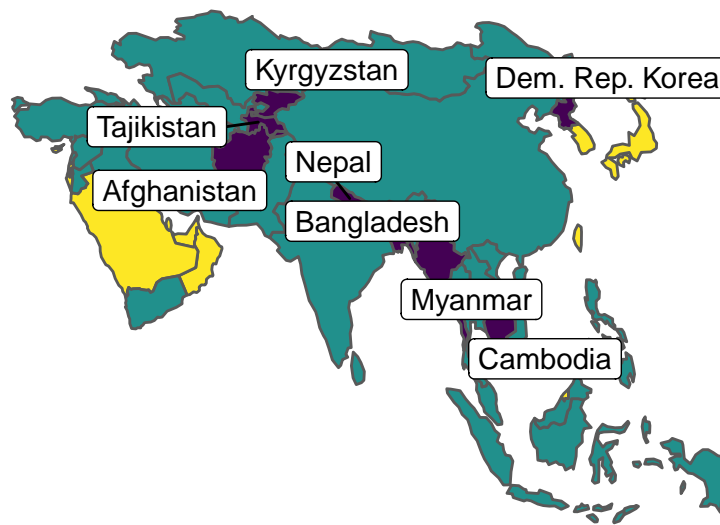 Kyrgyzstan
Dem. Rep. Korea
Tajikistan
Nepal
Afghanistan
Bangladesh
Myanmar
Cambodia